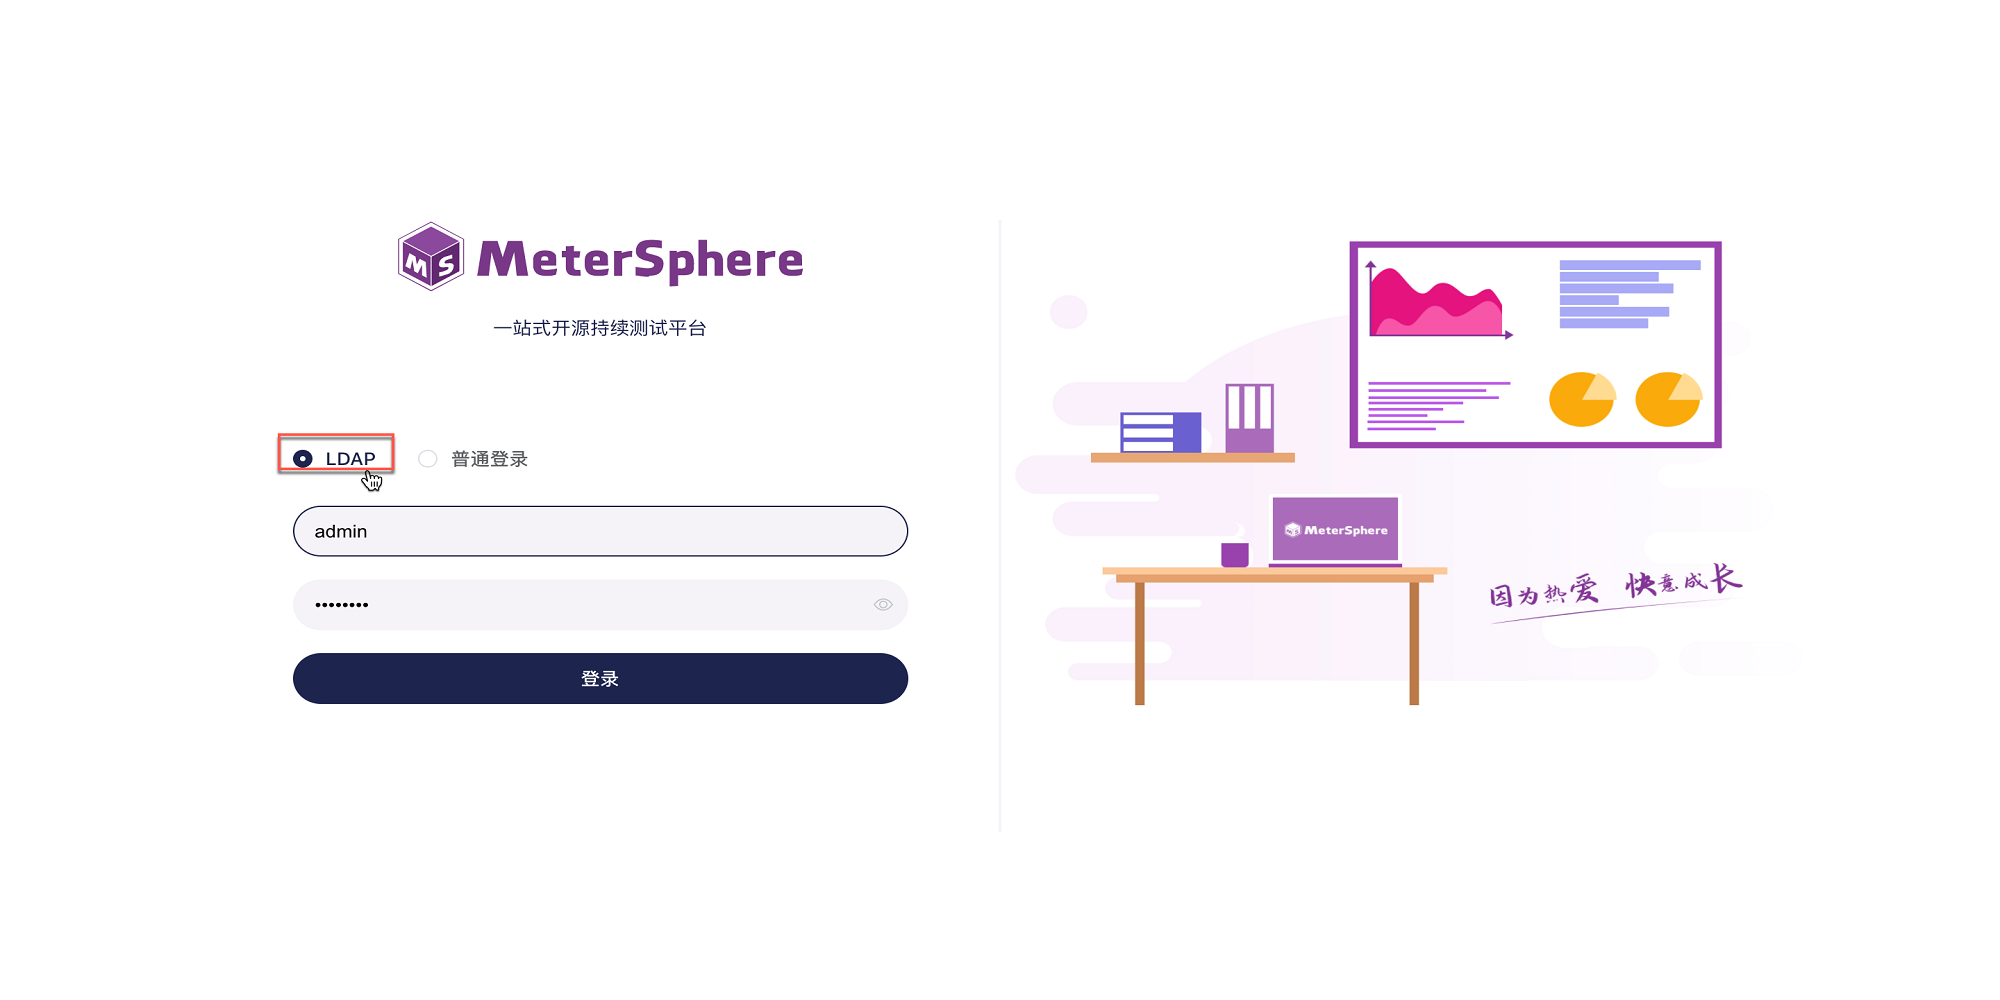 MS MeterSphere
一站式开源持续测试平台
LDAP 普通登录
admin
••••••••
登录
MS MeterSphere
因为热爱 快意成长